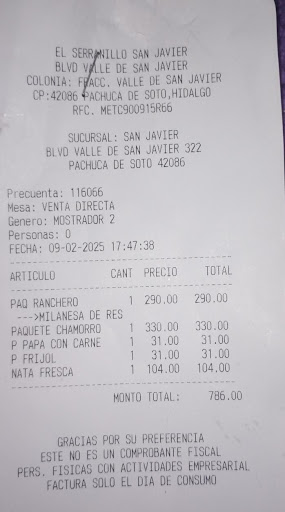 EL SERRANILLO SAN JAVIER
BLVD VALLE DE SAN JAVIER
COLONIA: FRACC. VALLE DE SAN JAVIER
CP:42086 PACHUCA DE SOTO,HIDALGO
RFC. METC900915R66
SUCURSAL: SAN JAVIER
BLVD VALLE DE SAN JAVIER 322
PACHUCA DE SOTO 42086
Precuenta: 116066
Mesa: VENTA DIRECTA
Genero: MOSTRADOR 2
Personas: 0
FECHA: 09-02-2025 17:47:38
ARTICULO CANT PRECIO TOTAL
PAQ RANCHERO 1 290.00 290.00
--->MILANESA DE RES
PAQUETE CHAMORRO 1 330.00 330.00
P PAPA CON CARNE 1 31.00 31.00
P FRIJOL 1 31.00 31.00
NATA FRESCA 1 104.00 104.00
MONTO TOTAL: 786.00
GRACIAS POR SU PREFERENCIA
ESTE NO ES UN COMPROBANTE FISCAL
PERS. FISICAS CON ACTIVIDADES EMPRESARIAL
FACTURA SOLO EL DIA DE CONSUMO